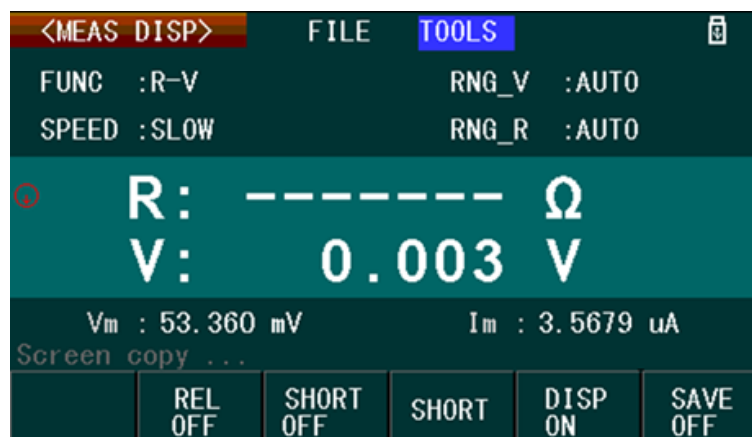 <MEAS DISP> FILE TOOLS
FUNC :R-V RNG_V :AUTO
SPEED :SLOW RNG_R :AUTO
R: ------- Ω
V: 0.003 V
Vm : 53.360 mV Im : 3.5679 uA
Screen copy ...
REL OFF SHORT OFF SHORT DISP ON SAVE OFF